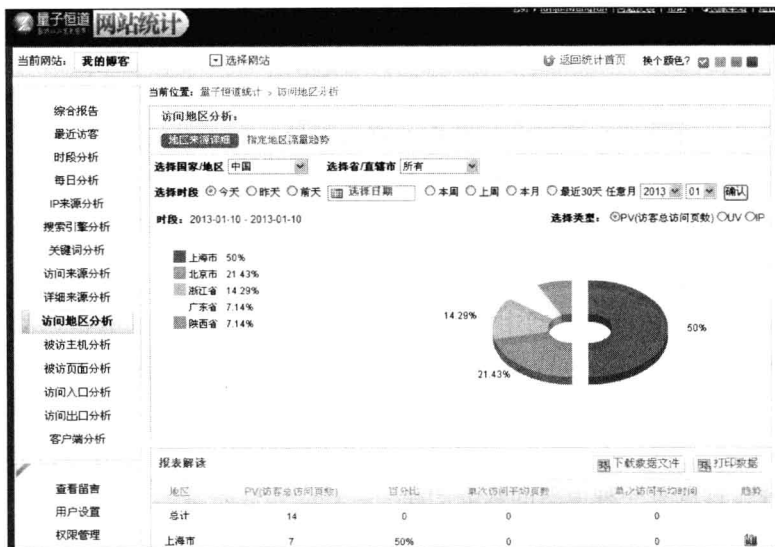 量子恒道 网站统计
当前网站： 我的博客 选择网站 返回统计首页 换个颜色?
当前位置：量子恒道统计 > 访问地区分析
综合报告
最近访客
时段分析
每日分析
IP来源分析
搜索引擎分析
关键词分析
访问来源分析
详细来源分析
访问地区分析
被访主机分析
被访页面分析
访问入口分析
访问出口分析
客户端分析
查看留言
用户设置
权限管理
访问地区分析：
地区来源详细 指定地区流量趋势
选择国家/地区 中国 选择省/直辖市 所有
选择时段 今天 昨天 前天 选择日期 本周 上周 本月 最近30天 任意月 2013 01 确认
时段：2013-01-10 - 2013-01-10 选择类型： PV(访客总访问页数) UV IP
上海市 50%
北京市 21.43%
浙江省 14.29%
广东省 7.14%
陕西省 7.14%
14.29%
50%
21.43%
报表解读 下载数据文件 打印数据
地区 PV(访客总访问页数) 百分比 单次访问平均页数 单次访问平均时间 趋势
总计 14 0 0 0
上海市 7 50% 0 0